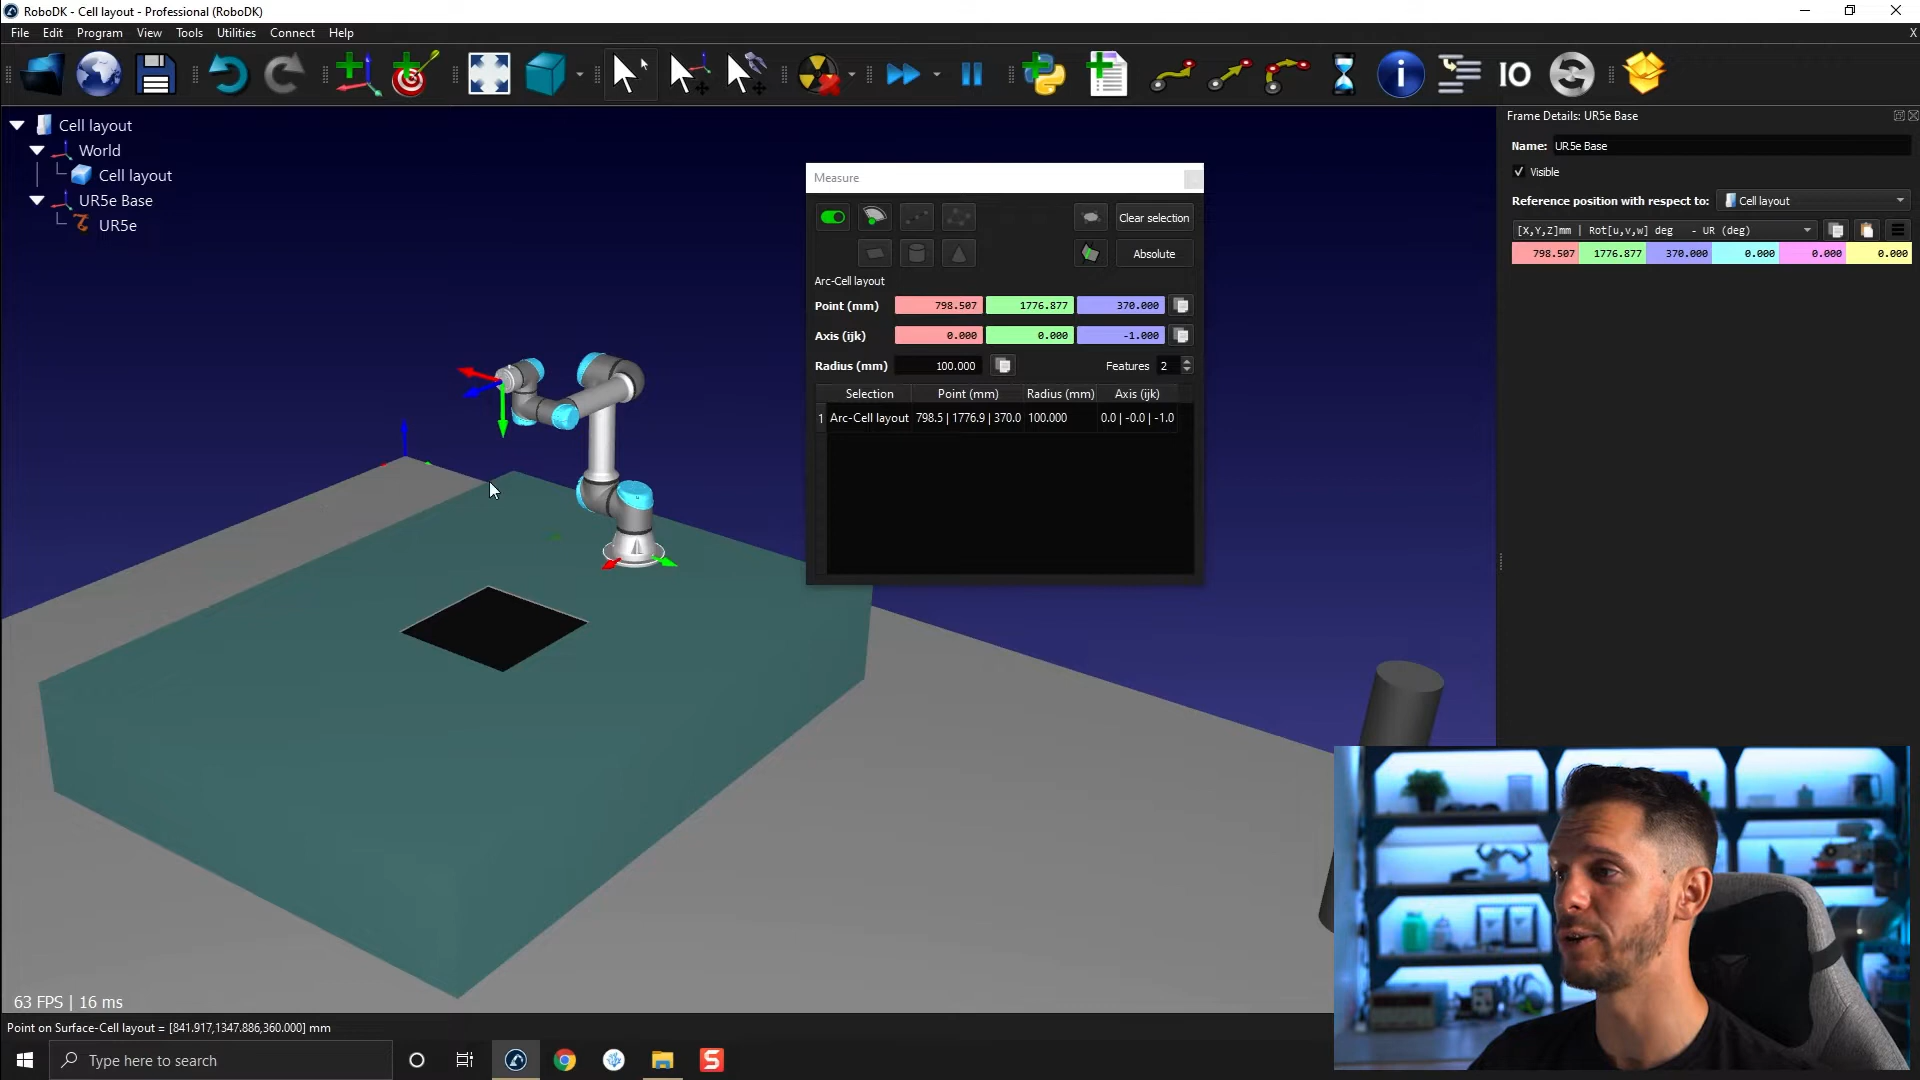 RoboDK - Cell layout - Professional (RoboDK)
File Edit Program View Tools Utilities Connect Help X
IO
Cell layout
World
Cell layout
UR5e Base
UR5e
Measure
Clear selection
Absolute
Arc-Cell layout
Point (mm) 798.507 1776.877 370.000
Axis (ijk) 0.000 0.000 -1.000
Radius (mm) 100.000 Features 2
Selection Point (mm) Radius (mm) Axis (ijk)
1 Arc-Cell layout 798.5 | 1776.9 | 370.0 100.000 0.0 | -0.0 | -1.0
Frame Details: UR5e Base
Name: UR5e Base
Visible
Reference position with respect to: Cell layout
[X,Y,Z]mm | Rot[u,v,w] deg - UR (deg)
798.507 1776.877 370.000 0.000 0.000 0.000
63 FPS | 16 ms
Point on Surface-Cell layout = [841.917,1347.886,360.000] mm
Type here to search
S